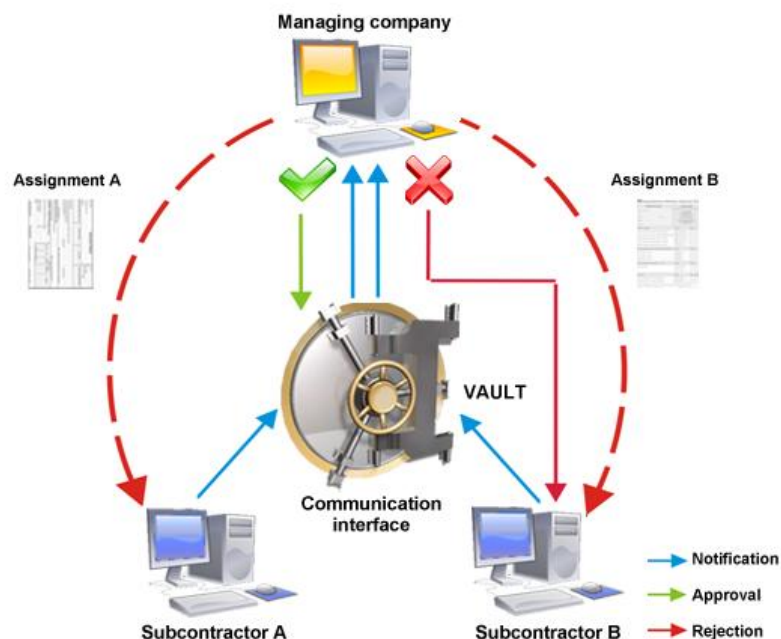 Managing company
Assignment A
Assignment B
VAULT
Communication
interface
Subcontractor A
Subcontractor B
Notification
Approval
Rejection